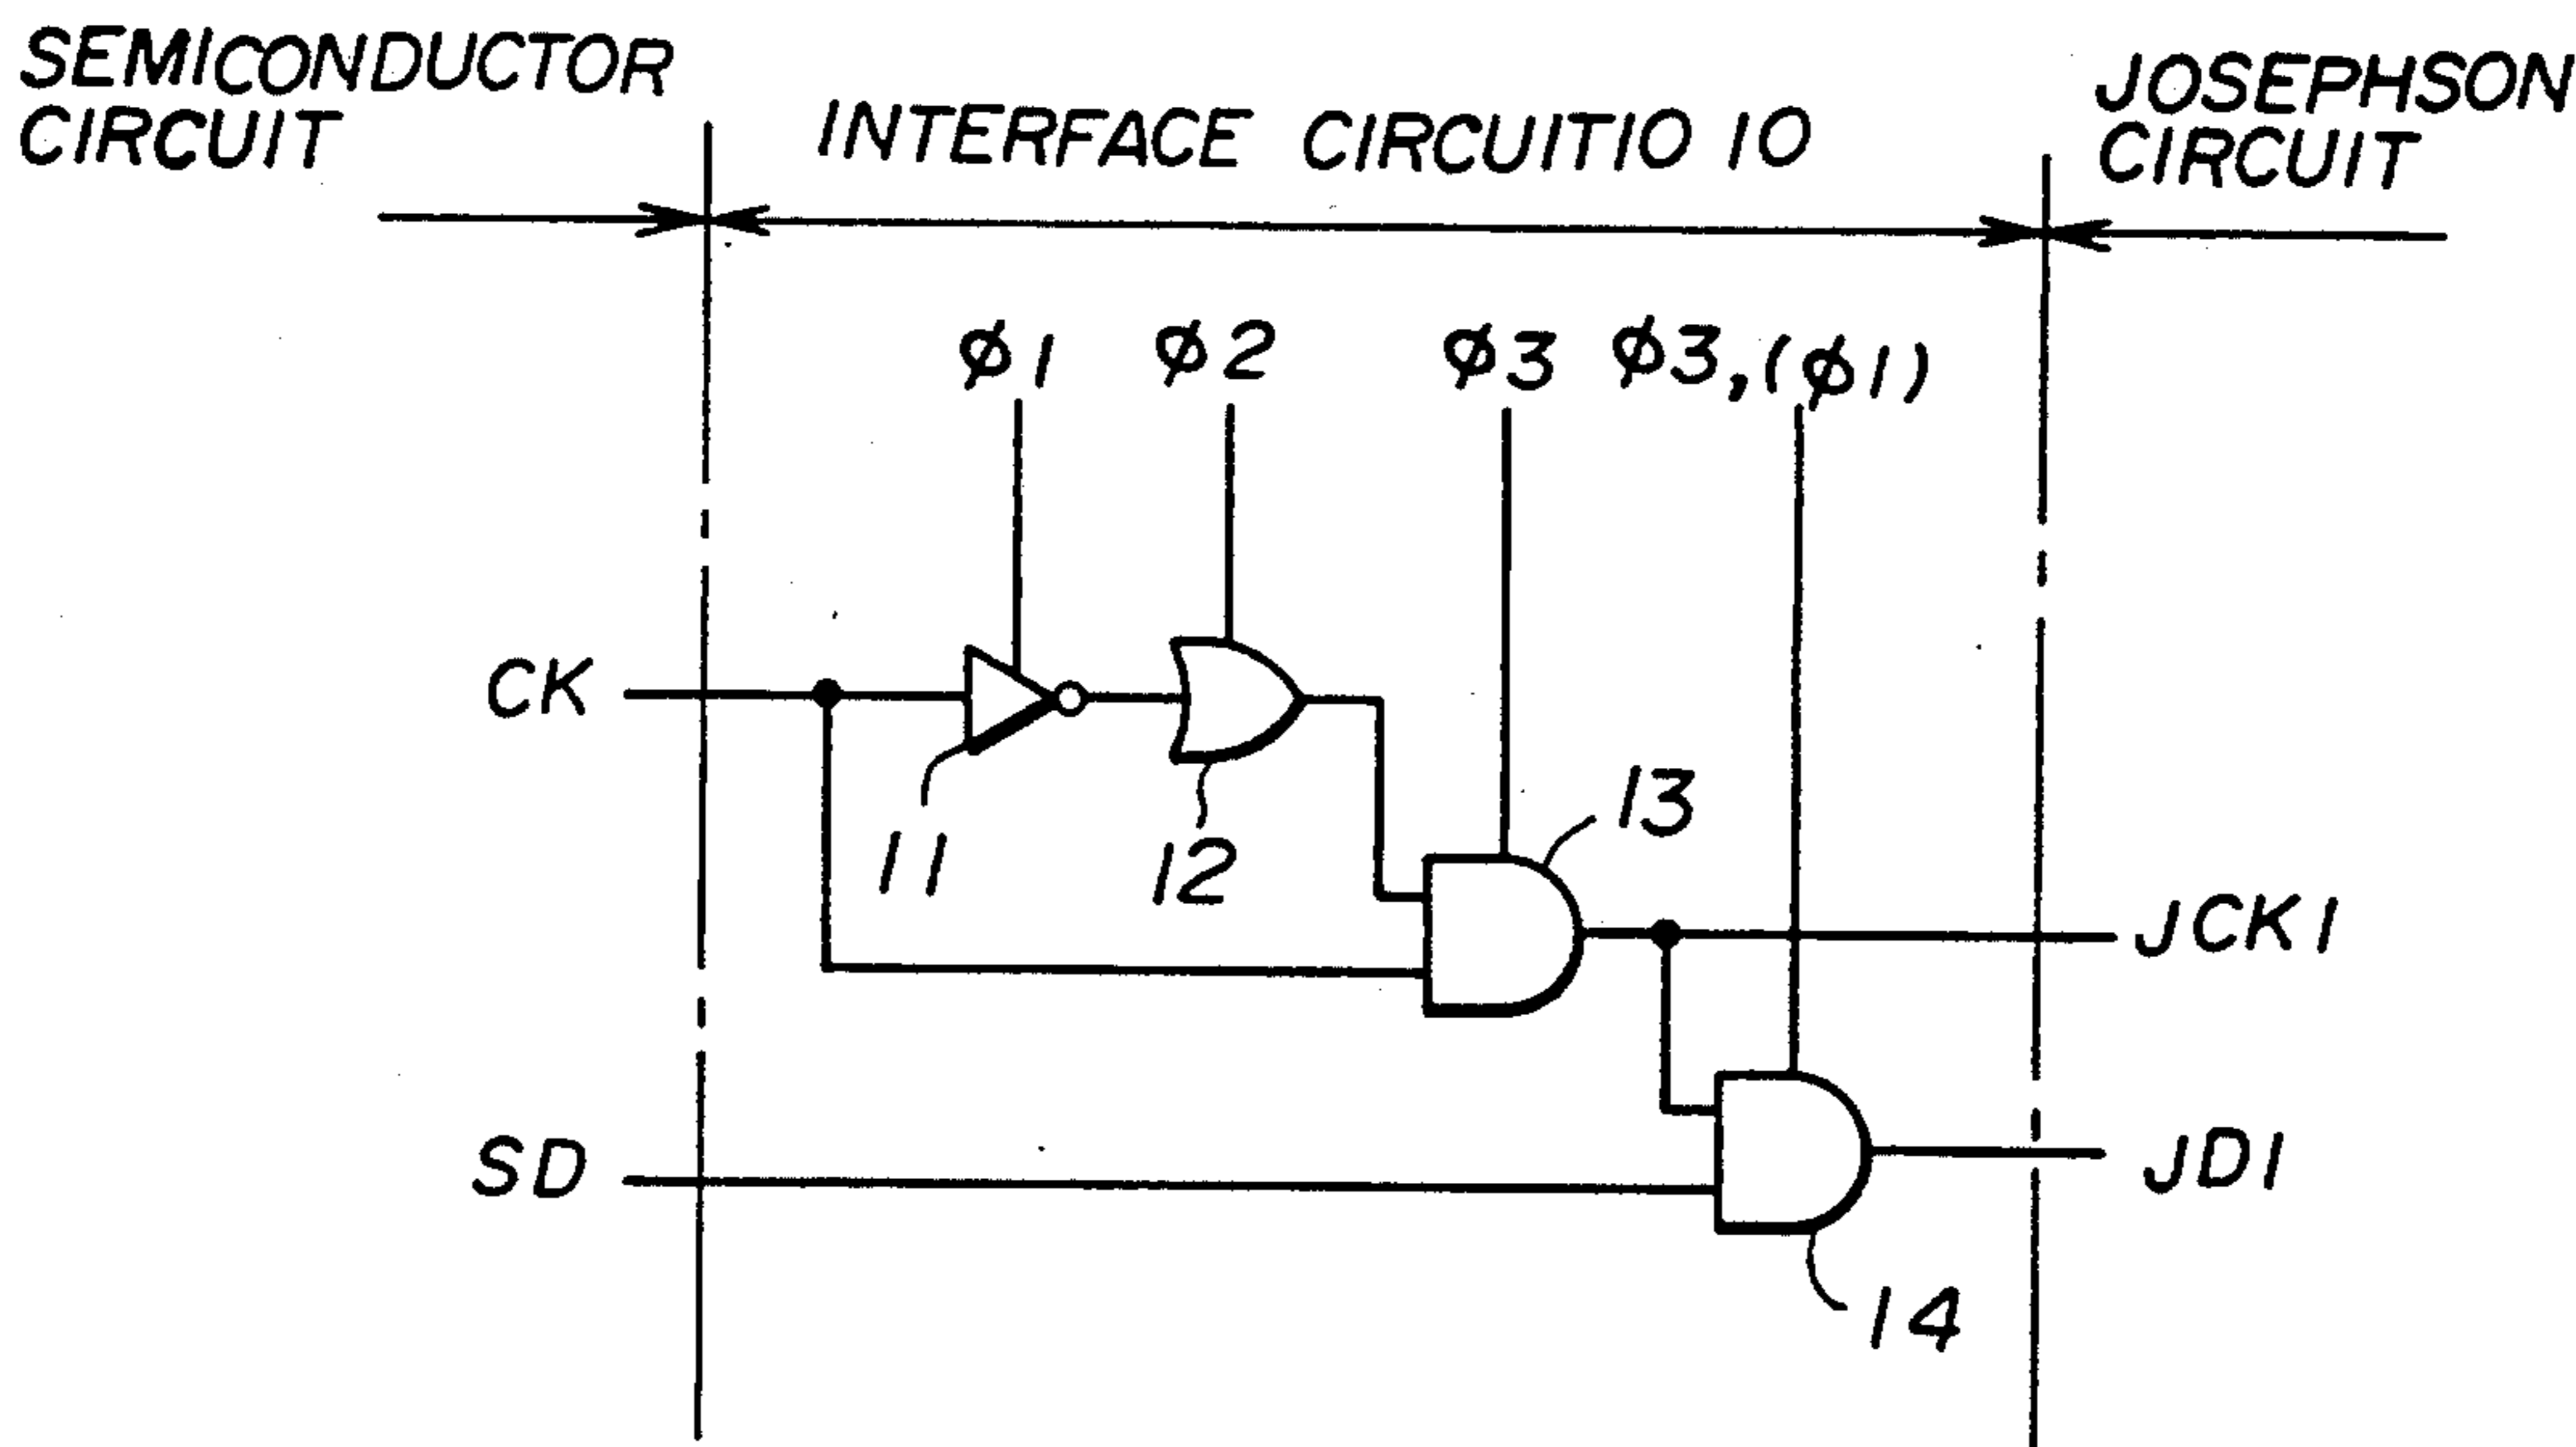 SEMICONDUCTOR
CIRCUIT
INTERFACE CIRCUITIO 10
JOSEPHSON
CIRCUIT
φ1
φ2
φ3
φ3,(φ1)
CK
11
12
13
JCK1
SD
JD1
14